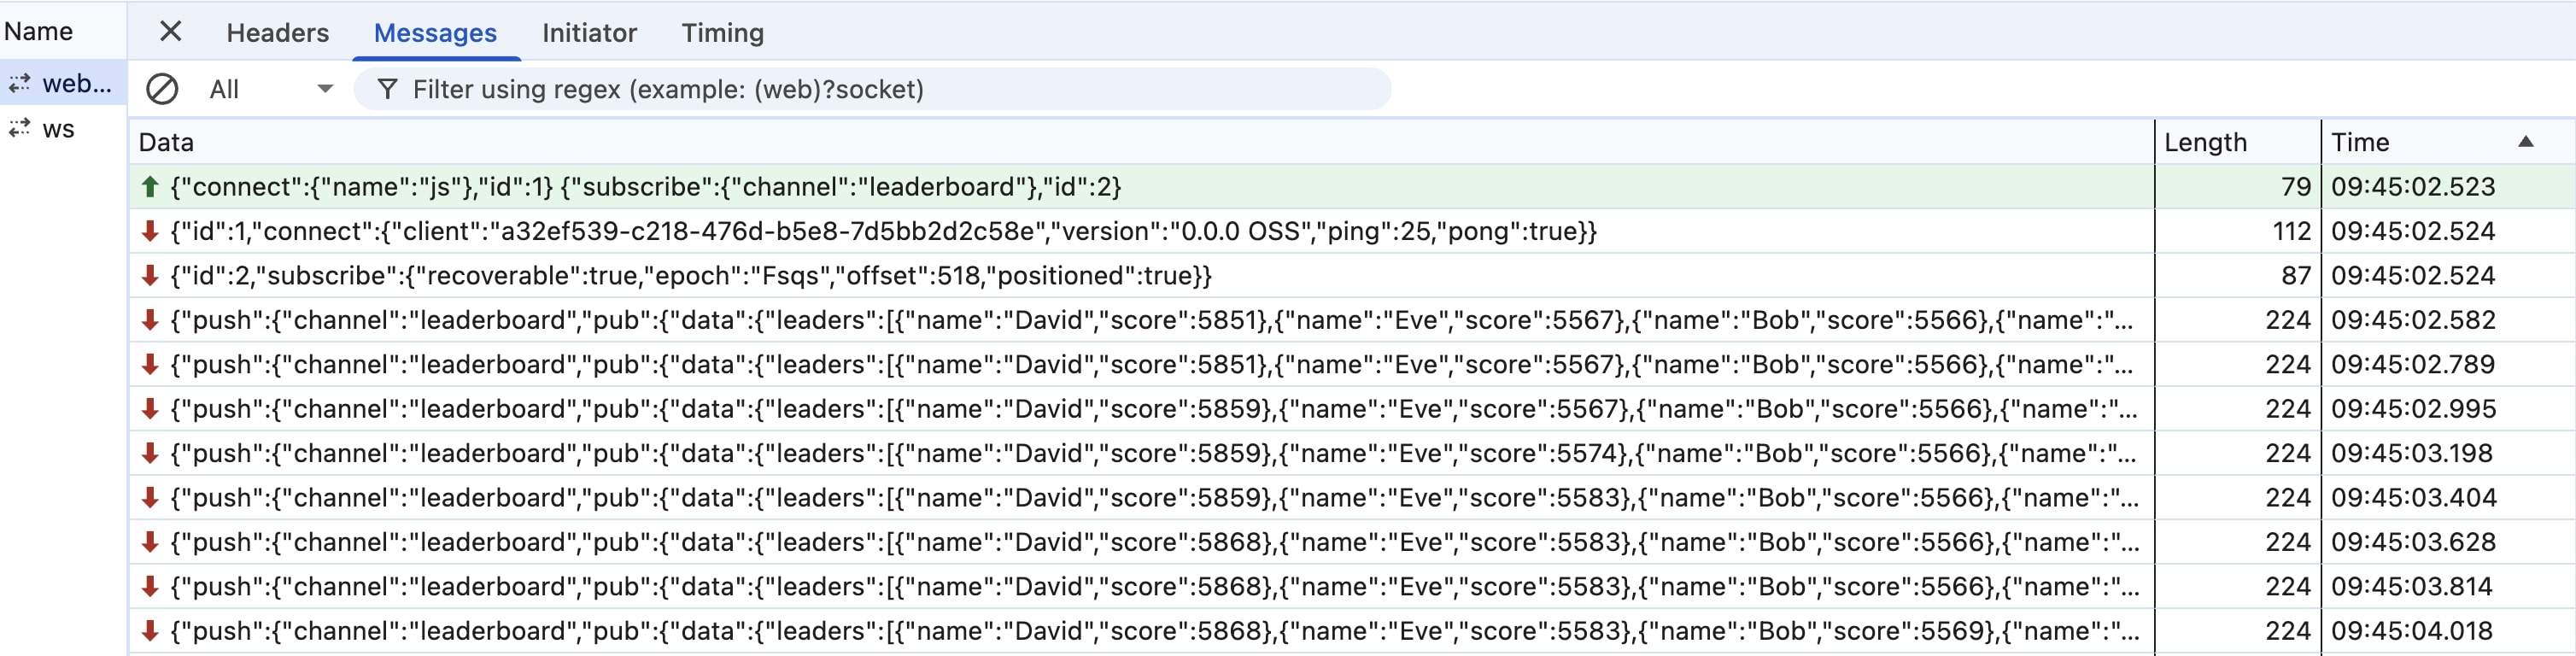 Name
Headers Messages Initiator Timing
web...
All Filter using regex (example: (web)?socket)
ws
Data Length Time
{"connect":{"name":"js"},"id":1} {"subscribe":{"channel":"leaderboard"},"id":2} 79 09:45:02.523
{"id":1,"connect":{"client":"a32ef539-c218-476d-b5e8-7d5bb2d2c58e","version":"0.0.0 OSS","ping":25,"pong":true}} 112 09:45:02.524
{"id":2,"subscribe":{"recoverable":true,"epoch":"Fsqs","offset":518,"positioned":true}} 87 09:45:02.524
{"push":{"channel":"leaderboard","pub":{"data":{"leaders":[{"name":"David","score":5851},{"name":"Eve","score":5567},{"name":"Bob","score":5566},{"name":"... 224 09:45:02.582
{"push":{"channel":"leaderboard","pub":{"data":{"leaders":[{"name":"David","score":5851},{"name":"Eve","score":5567},{"name":"Bob","score":5566},{"name":"... 224 09:45:02.789
{"push":{"channel":"leaderboard","pub":{"data":{"leaders":[{"name":"David","score":5859},{"name":"Eve","score":5567},{"name":"Bob","score":5566},{"name":"... 224 09:45:02.995
{"push":{"channel":"leaderboard","pub":{"data":{"leaders":[{"name":"David","score":5859},{"name":"Eve","score":5574},{"name":"Bob","score":5566},{"name":"... 224 09:45:03.198
{"push":{"channel":"leaderboard","pub":{"data":{"leaders":[{"name":"David","score":5859},{"name":"Eve","score":5583},{"name":"Bob","score":5566},{"name":"... 224 09:45:03.404
{"push":{"channel":"leaderboard","pub":{"data":{"leaders":[{"name":"David","score":5868},{"name":"Eve","score":5583},{"name":"Bob","score":5566},{"name":"... 224 09:45:03.628
{"push":{"channel":"leaderboard","pub":{"data":{"leaders":[{"name":"David","score":5868},{"name":"Eve","score":5583},{"name":"Bob","score":5566},{"name":"... 224 09:45:03.814
{"push":{"channel":"leaderboard","pub":{"data":{"leaders":[{"name":"David","score":5868},{"name":"Eve","score":5583},{"name":"Bob","score":5569},{"name":"... 224 09:45:04.018